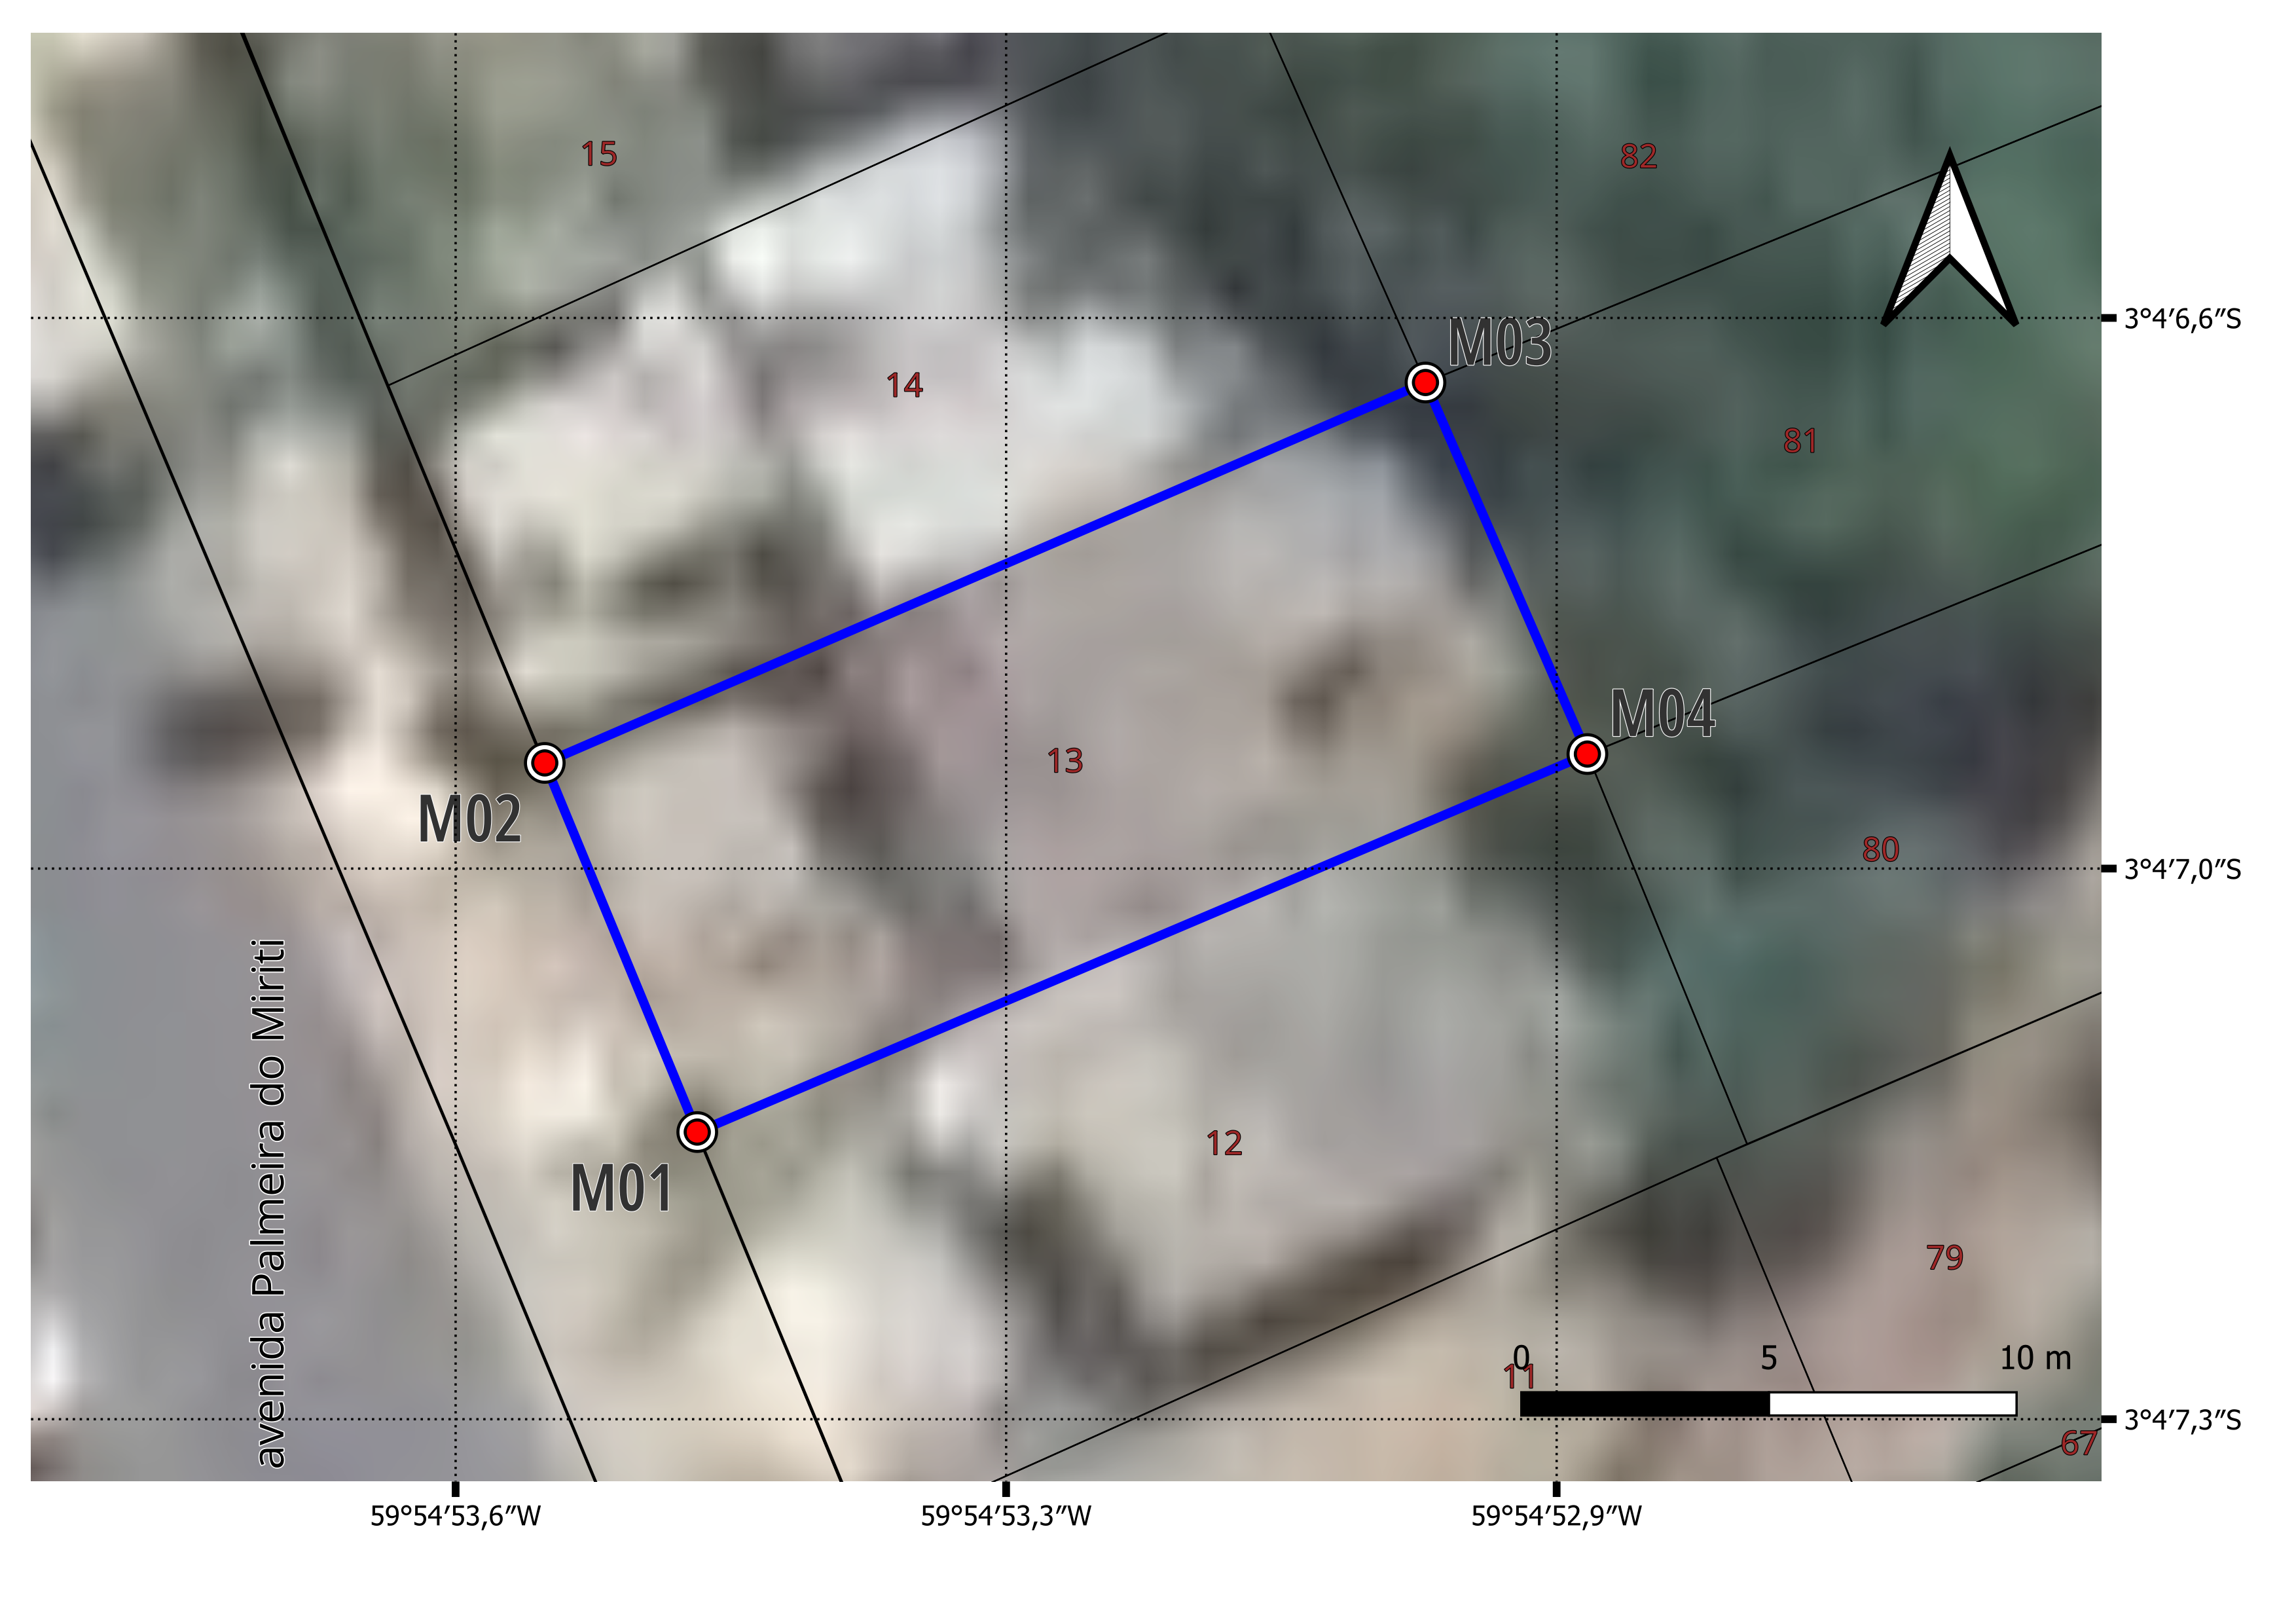 15
82
3°4′6,6″S
M03
14
81
M04
13
M02
80
3°4′7,0″S
avenida Palmeira do Miriti
12
M01
79
0 5 10 m
11
3°4′7,3″S
67
59°54′53,6″W 59°54′53,3″W 59°54′52,9″W